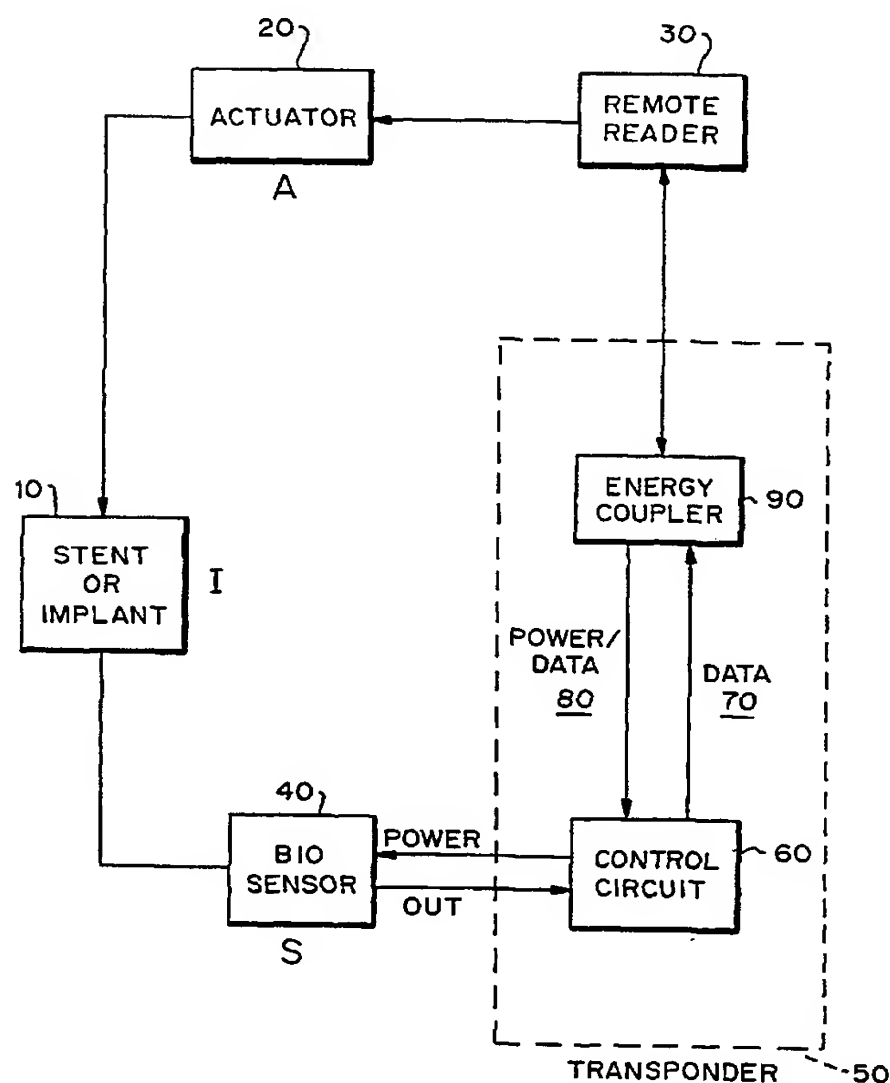 20
ACTUATOR
A
30
REMOTE
READER
10
STENT
OR
IMPLANT
I
ENERGY
COUPLER
90
POWER/
DATA
80
DATA
70
40
BIO
SENSOR
S
POWER
OUT
CONTROL
CIRCUIT
60
TRANSPONDER
50